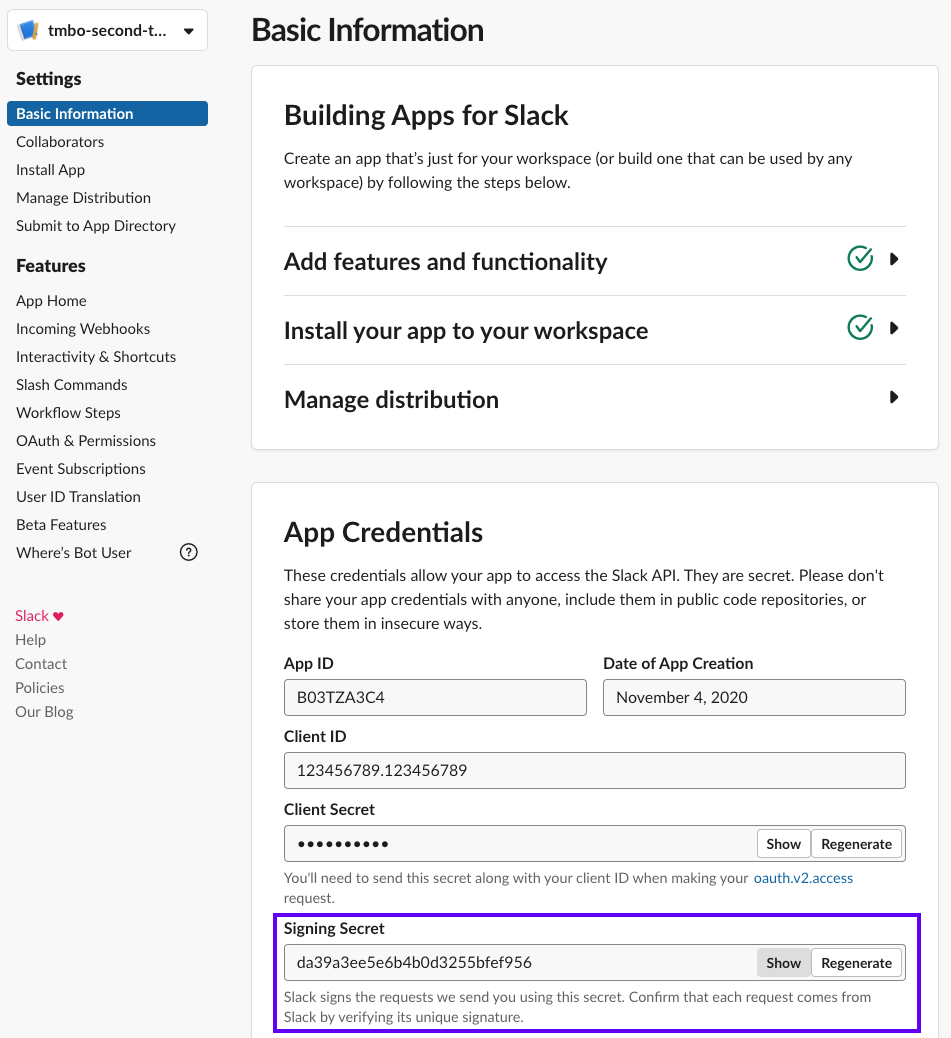 tmbo-second-t...
Settings
Basic Information
Collaborators
Install App
Manage Distribution
Submit to App Directory
Features
App Home
Incoming Webhooks
Interactivity & Shortcuts
Slash Commands
Workflow Steps
OAuth & Permissions
Event Subscriptions
User ID Translation
Beta Features
Where's Bot User
Slack ♥
Help
Contact
Policies
Our Blog
Basic Information
Building Apps for Slack
Create an app that's just for your workspace (or build one that can be used by any
workspace) by following the steps below.
Add features and functionality
Install your app to your workspace
Manage distribution
App Credentials
These credentials allow your app to access the Slack API. They are secret. Please don't
share your app credentials with anyone, include them in public code repositories, or
store them in insecure ways.
App ID
B03TZA3C4
Date of App Creation
November 4, 2020
Client ID
123456789.123456789
Client Secret
•••••••••• Show Regenerate
You'll need to send this secret along with your client ID when making your oauth.v2.access
request.
Signing Secret
da39a3ee5e6b4b0d3255bfef956 Show Regenerate
Slack signs the requests we send you using this secret. Confirm that each request comes from
Slack by verifying its unique signature.